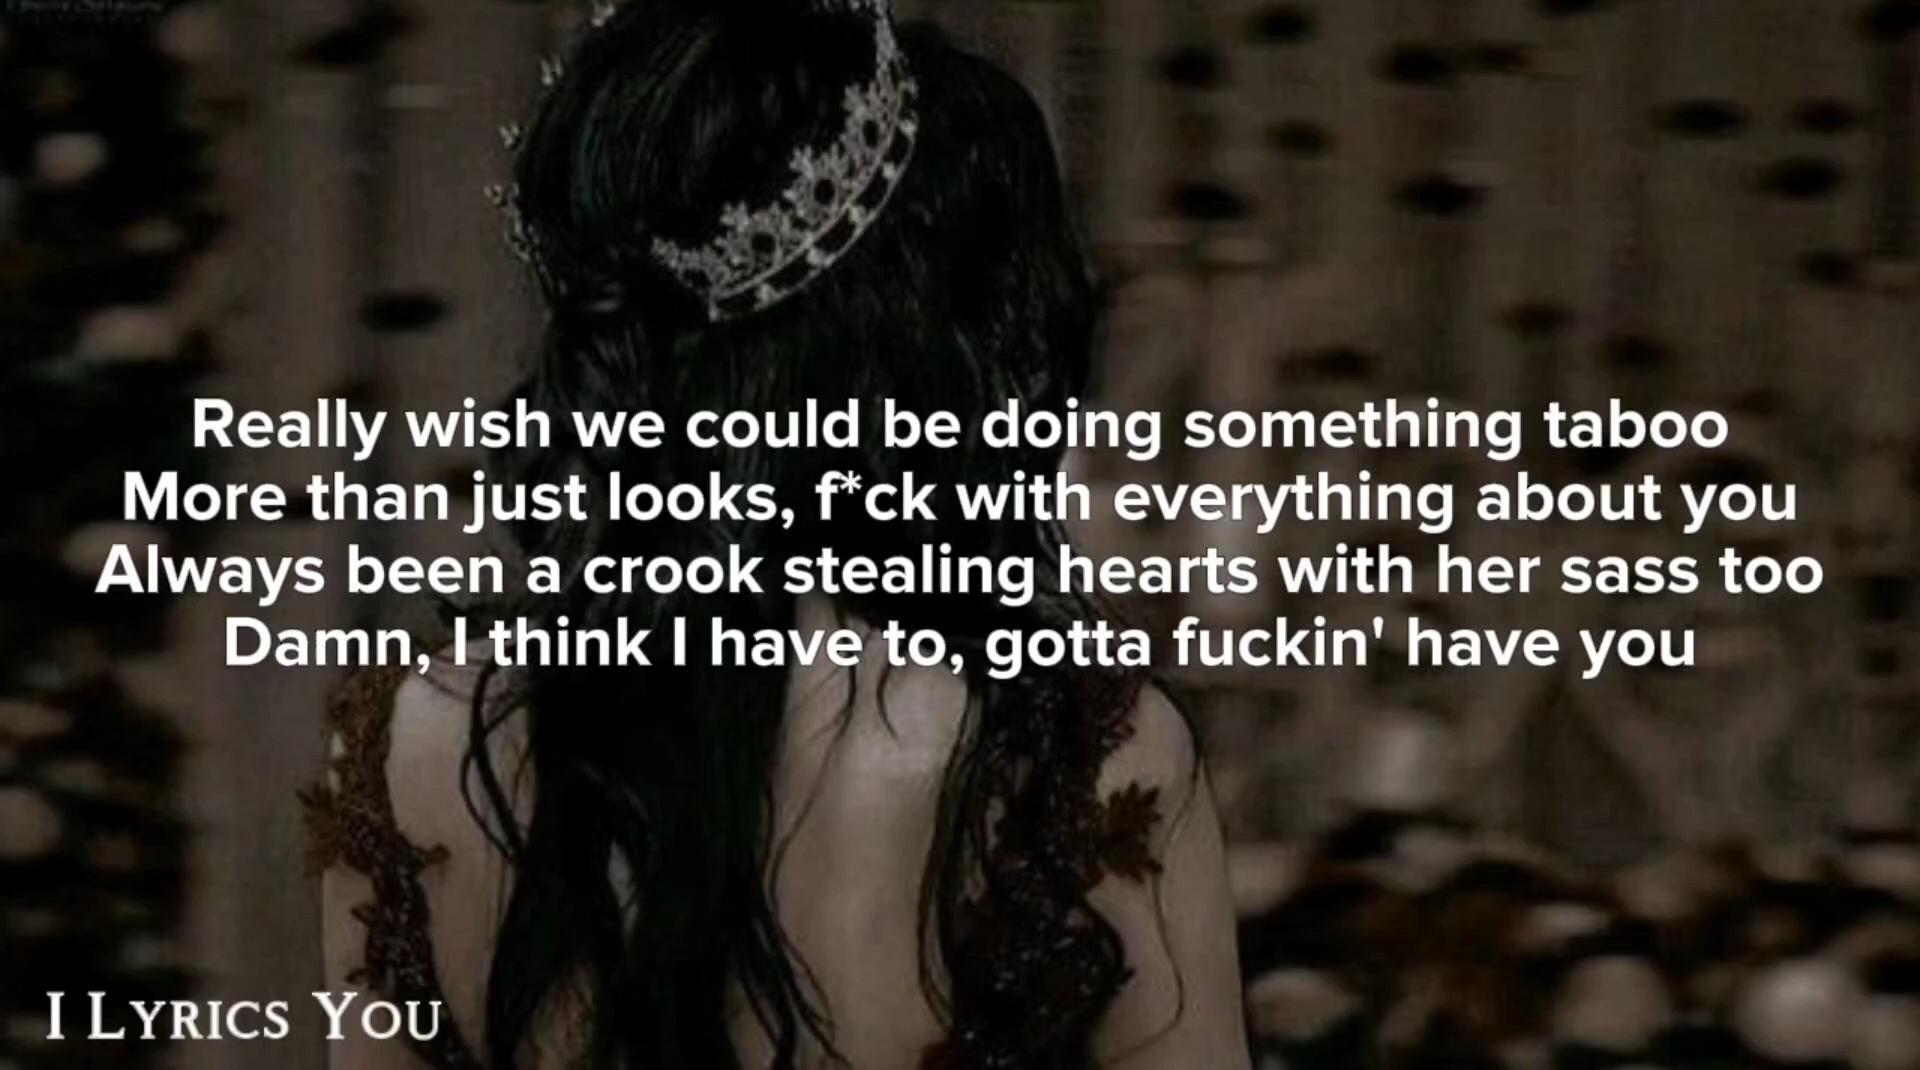 Really wish we could be doing something taboo
More than just looks, f*ck with everything about you
Always been a crook stealing hearts with her sass too
Damn, I think I have to, gotta fuckin' have you
I Lyrics You